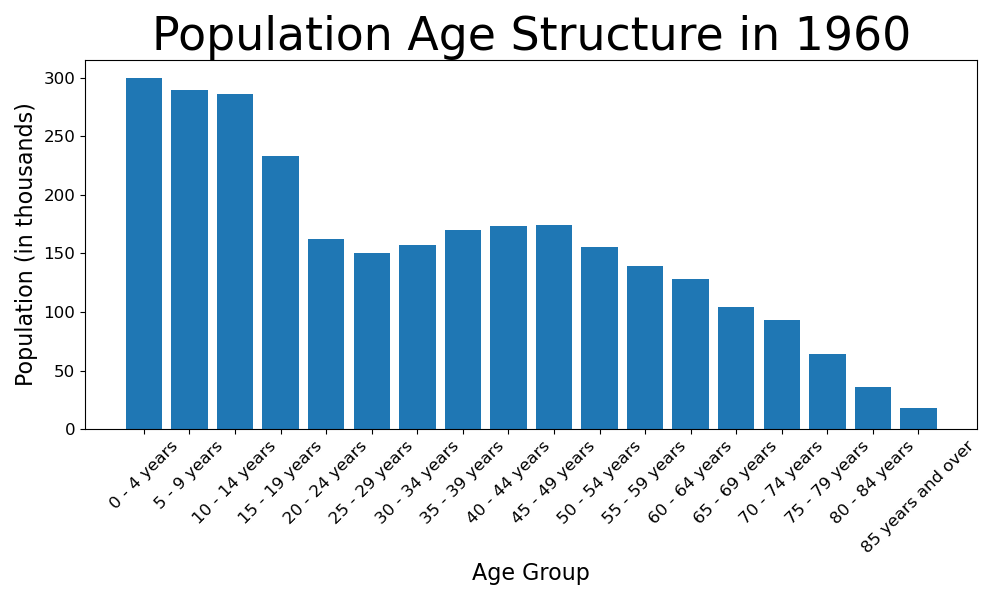 Population Age Structure in 1960
Population (in thousands)
300
250
200
150
100
50
0
0 - 4 years
5 - 9 years
10 - 14 years
15 - 19 years
20 - 24 years
25 - 29 years
30 - 34 years
35 - 39 years
40 - 44 years
45 - 49 years
50 - 54 years
55 - 59 years
60 - 64 years
65 - 69 years
70 - 74 years
75 - 79 years
80 - 84 years
85 years and over
Age Group